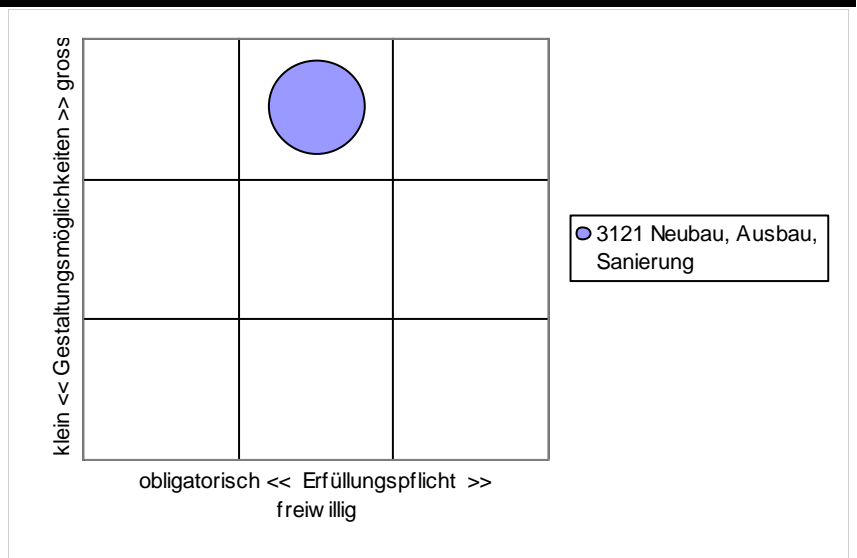 klein << Gestaltungsmöglichkeiten >> gross
3121 Neubau, Ausbau,
Sanierung
obligatorisch << Erfüllungspflicht >>
freiwillig